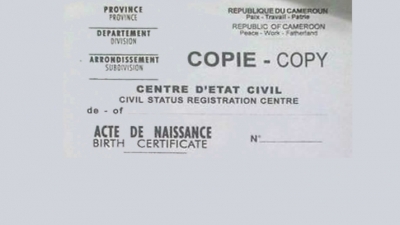 PROVINCE
PROVINCE
DEPARTEMENT
DIVISION
ARRONDISSEMENT
SUBDIVISION
REPUBLIQUE DU CAMEROUN
Paix - Travail - Patrie
REPUBLIC OF CAMEROON
Peace - Work - Fatherland
COPIE - COPY
CENTRE D'ETAT CIVIL
CIVIL STATUS REGISTRATION CENTRE
de - of
ACTE DE NAISSANCE
BIRTH CERTIFICATE
N°